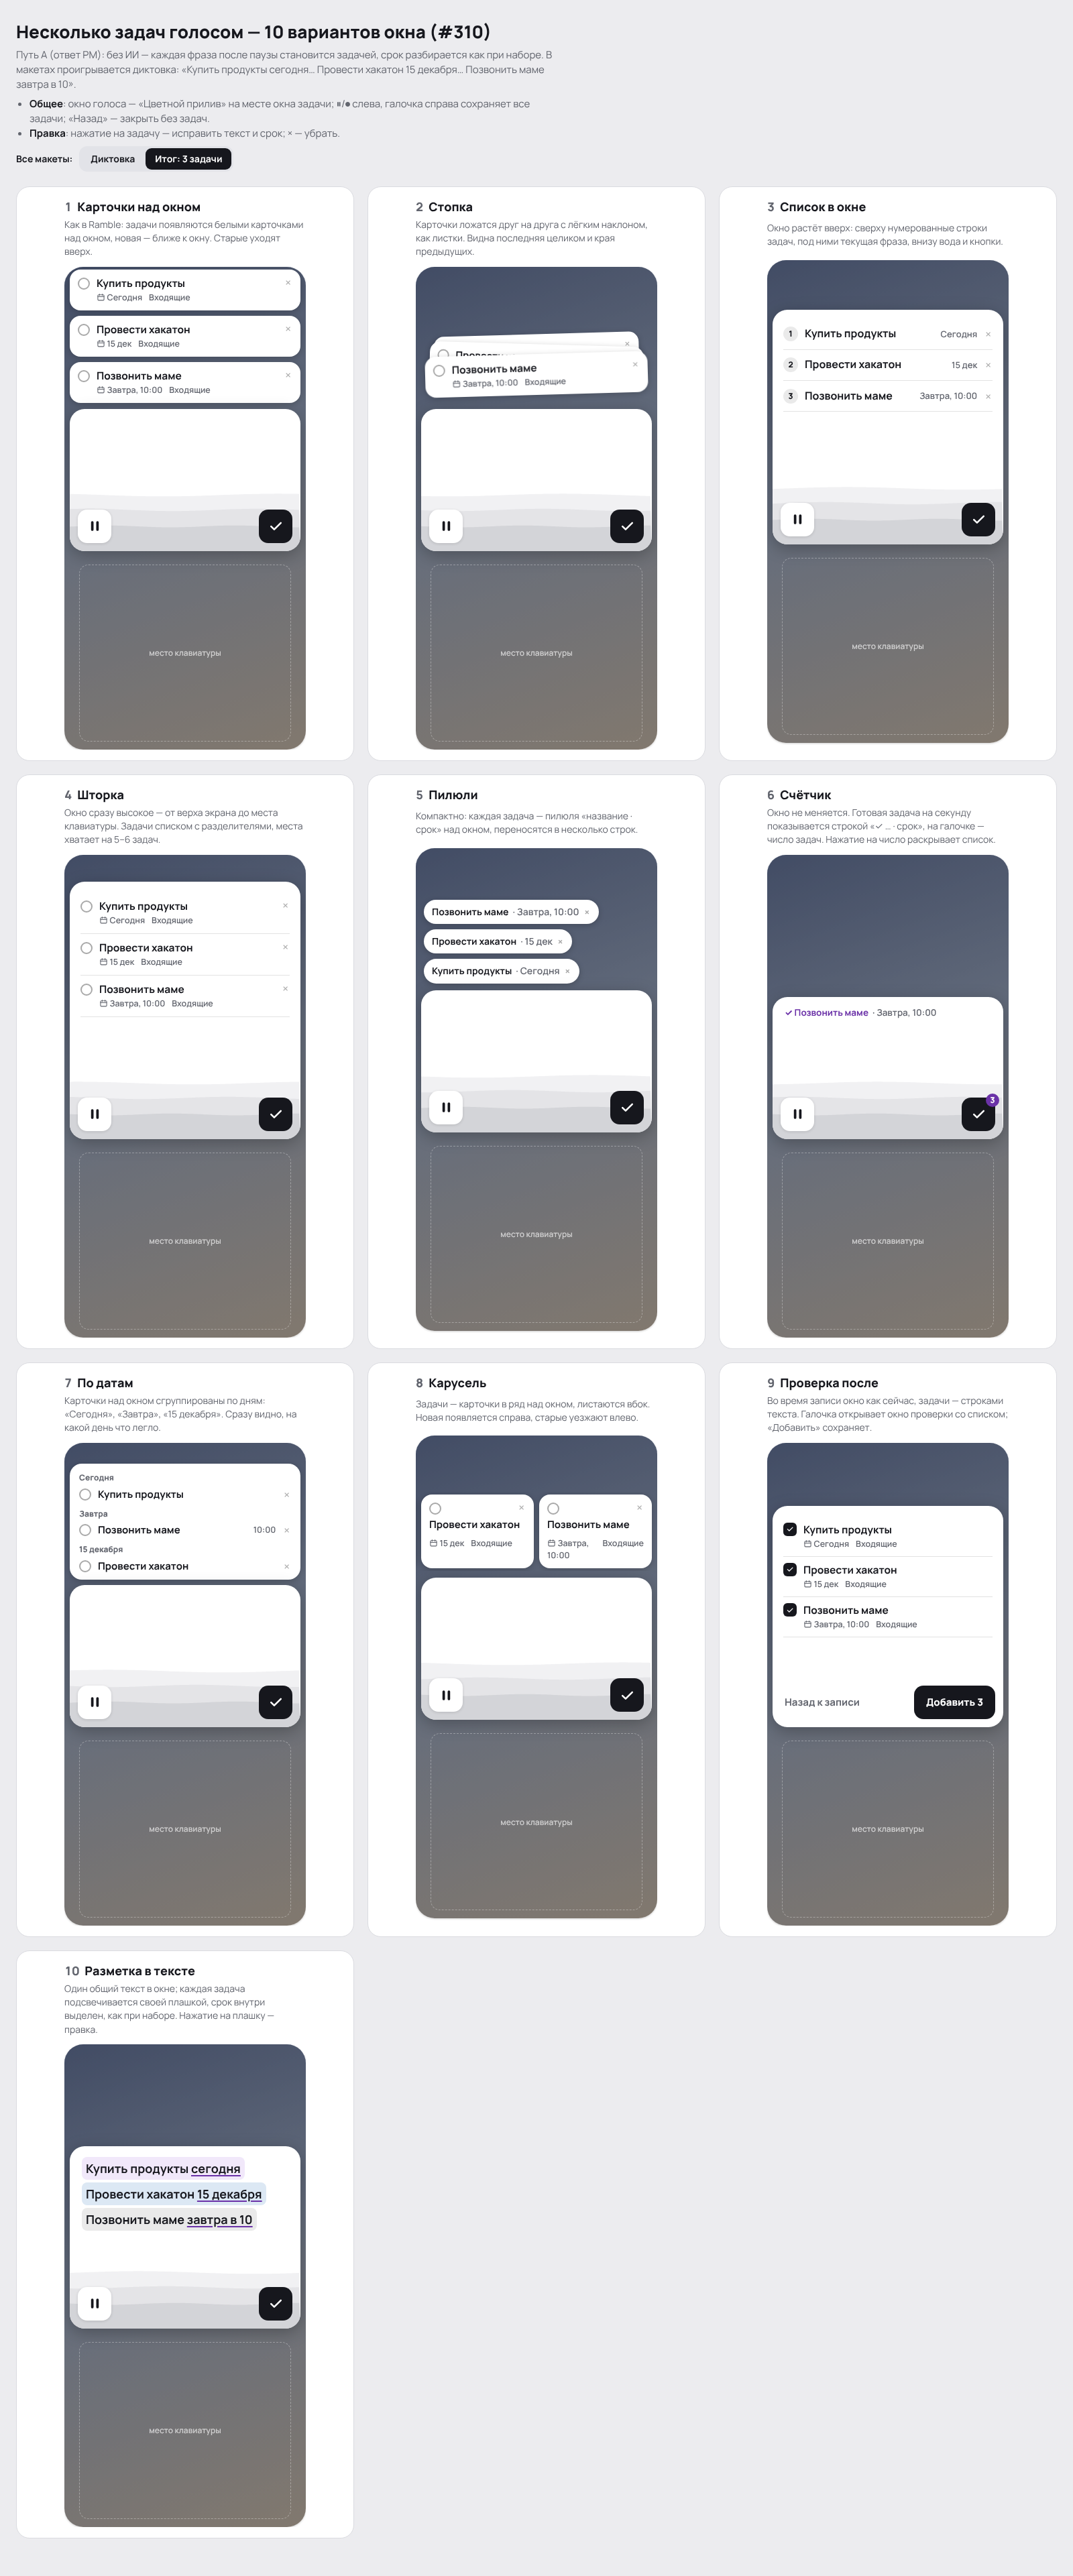 Несколько задач голосом — 10 вариантов окна (#310)
Путь A (ответ PM): без ИИ — каждая фраза после паузы становится задачей, срок разбирается как при наборе. В
макетах проигрывается диктовка: «Купить продукты сегодня… Провести хакатон 15 декабря… Позвонить маме
завтра в 10».
• Общее: окно голоса — «Цветной прилив» на месте окна задачи; ⏸/● слева, галочка справа сохраняет все
задачи; «Назад» — закрыть без задач.
• Правка: нажатие на задачу — исправить текст и срок; × — убрать.
Все макеты: Диктовка Итог: 3 задачи
1 Карточки над окном
Как в Ramble: задачи появляются белыми карточками
над окном, новая — ближе к окну. Старые уходят
вверх.
Купить продукты ×
Сегодня Входящие
Провести хакатон ×
15 дек Входящие
Позвонить маме ×
Завтра, 10:00 Входящие
место клавиатуры
2 Стопка
Карточки ложатся друг на друга с лёгким наклоном,
как листки. Видна последняя целиком и края
предыдущих.
Позвонить маме ×
Завтра, 10:00 Входящие
место клавиатуры
3 Список в окне
Окно растёт вверх: сверху нумерованные строки
задач, под ними текущая фраза, внизу вода и кнопки.
1 Купить продукты Сегодня ×
2 Провести хакатон 15 дек ×
3 Позвонить маме Завтра, 10:00 ×
место клавиатуры
4 Шторка
Окно сразу высокое — от верха экрана до места
клавиатуры. Задачи списком с разделителями, места
хватает на 5–6 задач.
Купить продукты ×
Сегодня Входящие
Провести хакатон ×
15 дек Входящие
Позвонить маме ×
Завтра, 10:00 Входящие
место клавиатуры
5 Пилюли
Компактно: каждая задача — пилюля «название ·
срок» над окном, переносятся в несколько строк.
Позвонить маме · Завтра, 10:00 ×
Провести хакатон · 15 дек ×
Купить продукты · Сегодня ×
место клавиатуры
6 Счётчик
Окно не меняется. Готовая задача на секунду
показывается строкой «✓ … · срок», на галочке —
число задач. Нажатие на число раскрывает список.
✓ Позвонить маме · Завтра, 10:00
3
место клавиатуры
7 По датам
Карточки над окном сгруппированы по дням:
«Сегодня», «Завтра», «15 декабря». Сразу видно, на
какой день что легло.
Сегодня
Купить продукты ×
Завтра
Позвонить маме 10:00 ×
15 декабря
Провести хакатон ×
место клавиатуры
8 Карусель
Задачи — карточки в ряд над окном, листаются вбок.
Новая появляется справа, старые уезжают влево.
× ×
Провести хакатон Позвонить маме
15 дек Входящие Завтра, Входящие
10:00
место клавиатуры
9 Проверка после
Во время записи окно как сейчас, задачи — строками
текста. Галочка открывает окно проверки со списком;
«Добавить» сохраняет.
Купить продукты
Сегодня Входящие
Провести хакатон
15 дек Входящие
Позвонить маме
Завтра, 10:00 Входящие
Назад к записи Добавить 3
место клавиатуры
10 Разметка в тексте
Один общий текст в окне; каждая задача
подсвечивается своей плашкой, срок внутри
выделен, как при наборе. Нажатие на плашку —
правка.
Купить продукты сегодня
Провести хакатон 15 декабря
Позвонить маме завтра в 10
место клавиатуры